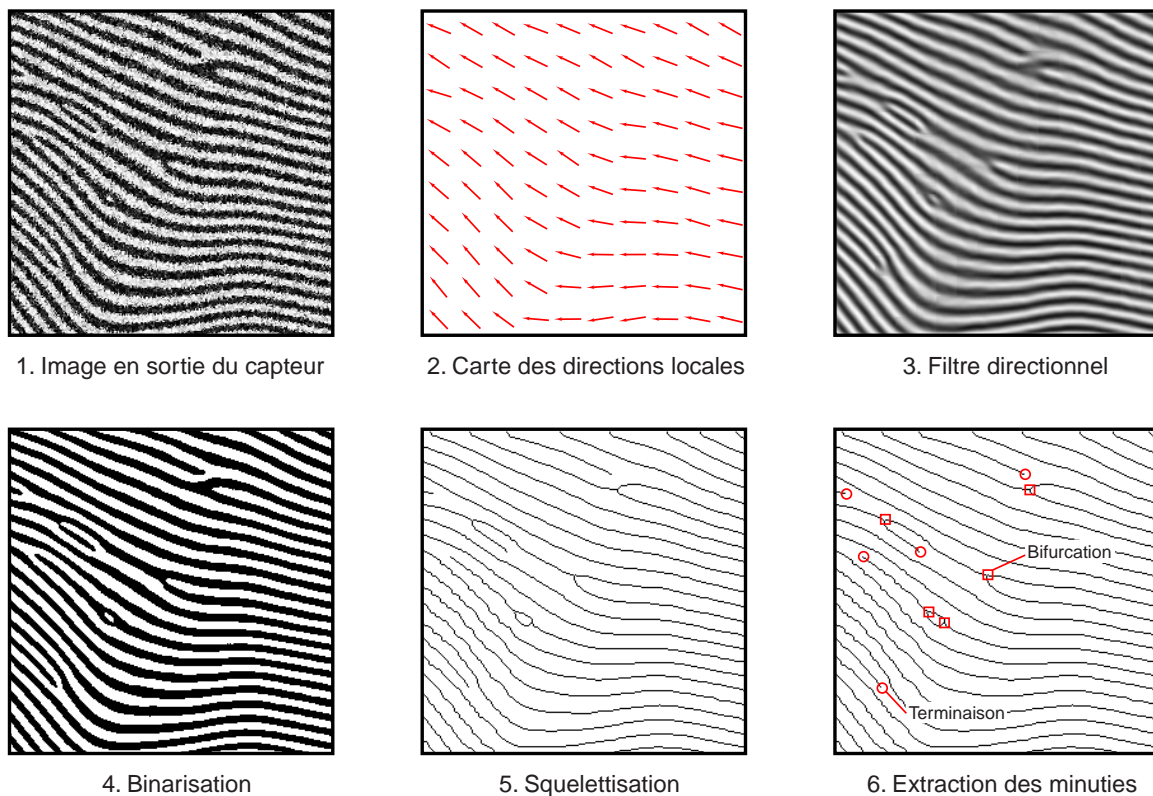 1. Image en sortie du capteur
2. Carte des directions locales
3. Filtre directionnel
Bifurcation
Terminaison
4. Binarisation
5. Squelettisation
6. Extraction des minuties